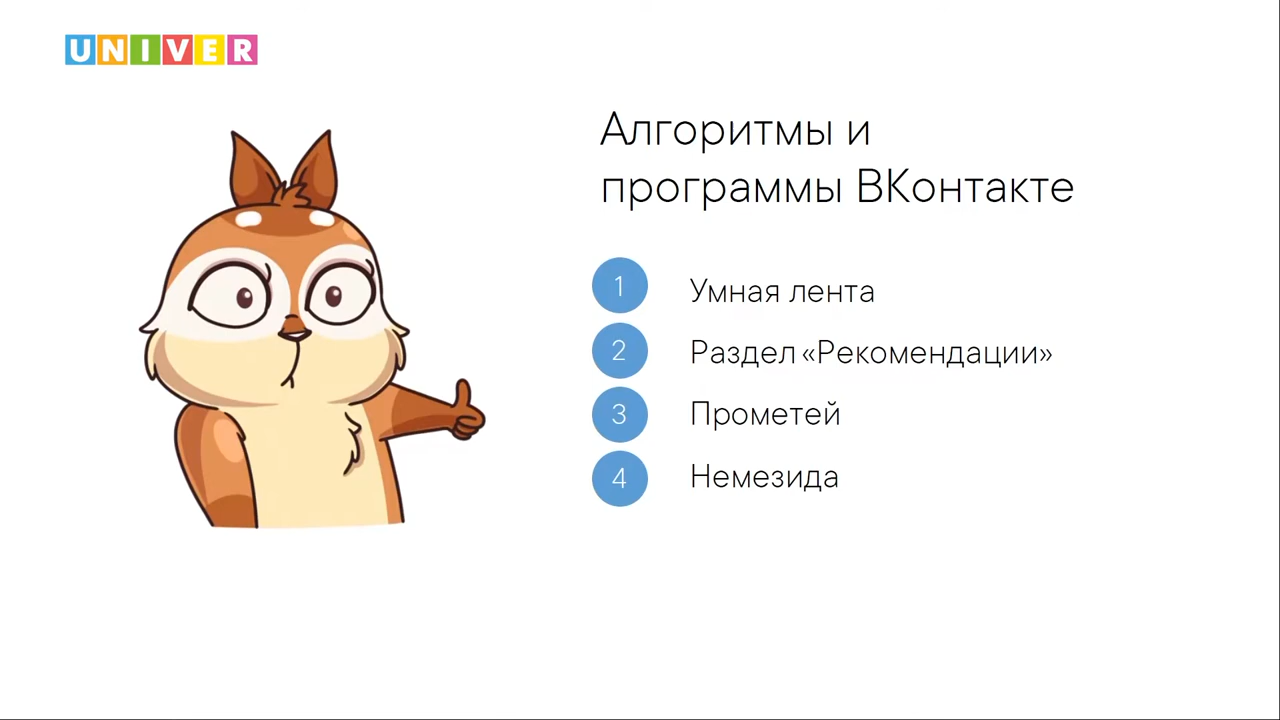 UNIVER
Алгоритмы и
программы ВКонтакте
1 Умная лента
2 Раздел «Рекомендации»
3 Прометей
4 Немезида